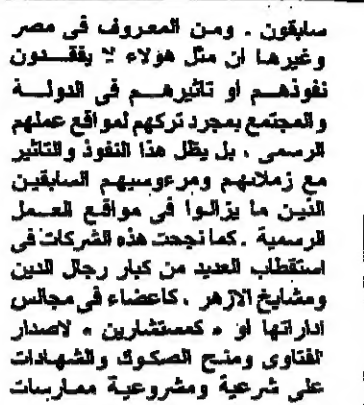 سابقون . ومن المعروف فى مصر
وغيرها ان مثل هؤلاء لا يفقدون
نفوذهم او تاثيرهم فى الدولة
والمجتمع بمجرد تركهم لمواقع عملهم
الرسمى ، بل يظل هذا النفوذ والتاثير
مع زملائهم ومرءوسيهم السابقين
الذين ما يزالوا فى مواقع العمل
الرسمية . كما نجحت هذه الشركات فى
استقطاب العديد من كبار رجال الدين
ومشايخ الازهر ، كاعضاء فى مجالس
اداراتها او « كمستشارين » لاصدار
الفتاوى ومنح الصكوك والشهادات
على شرعية ومشروعية ممارسات